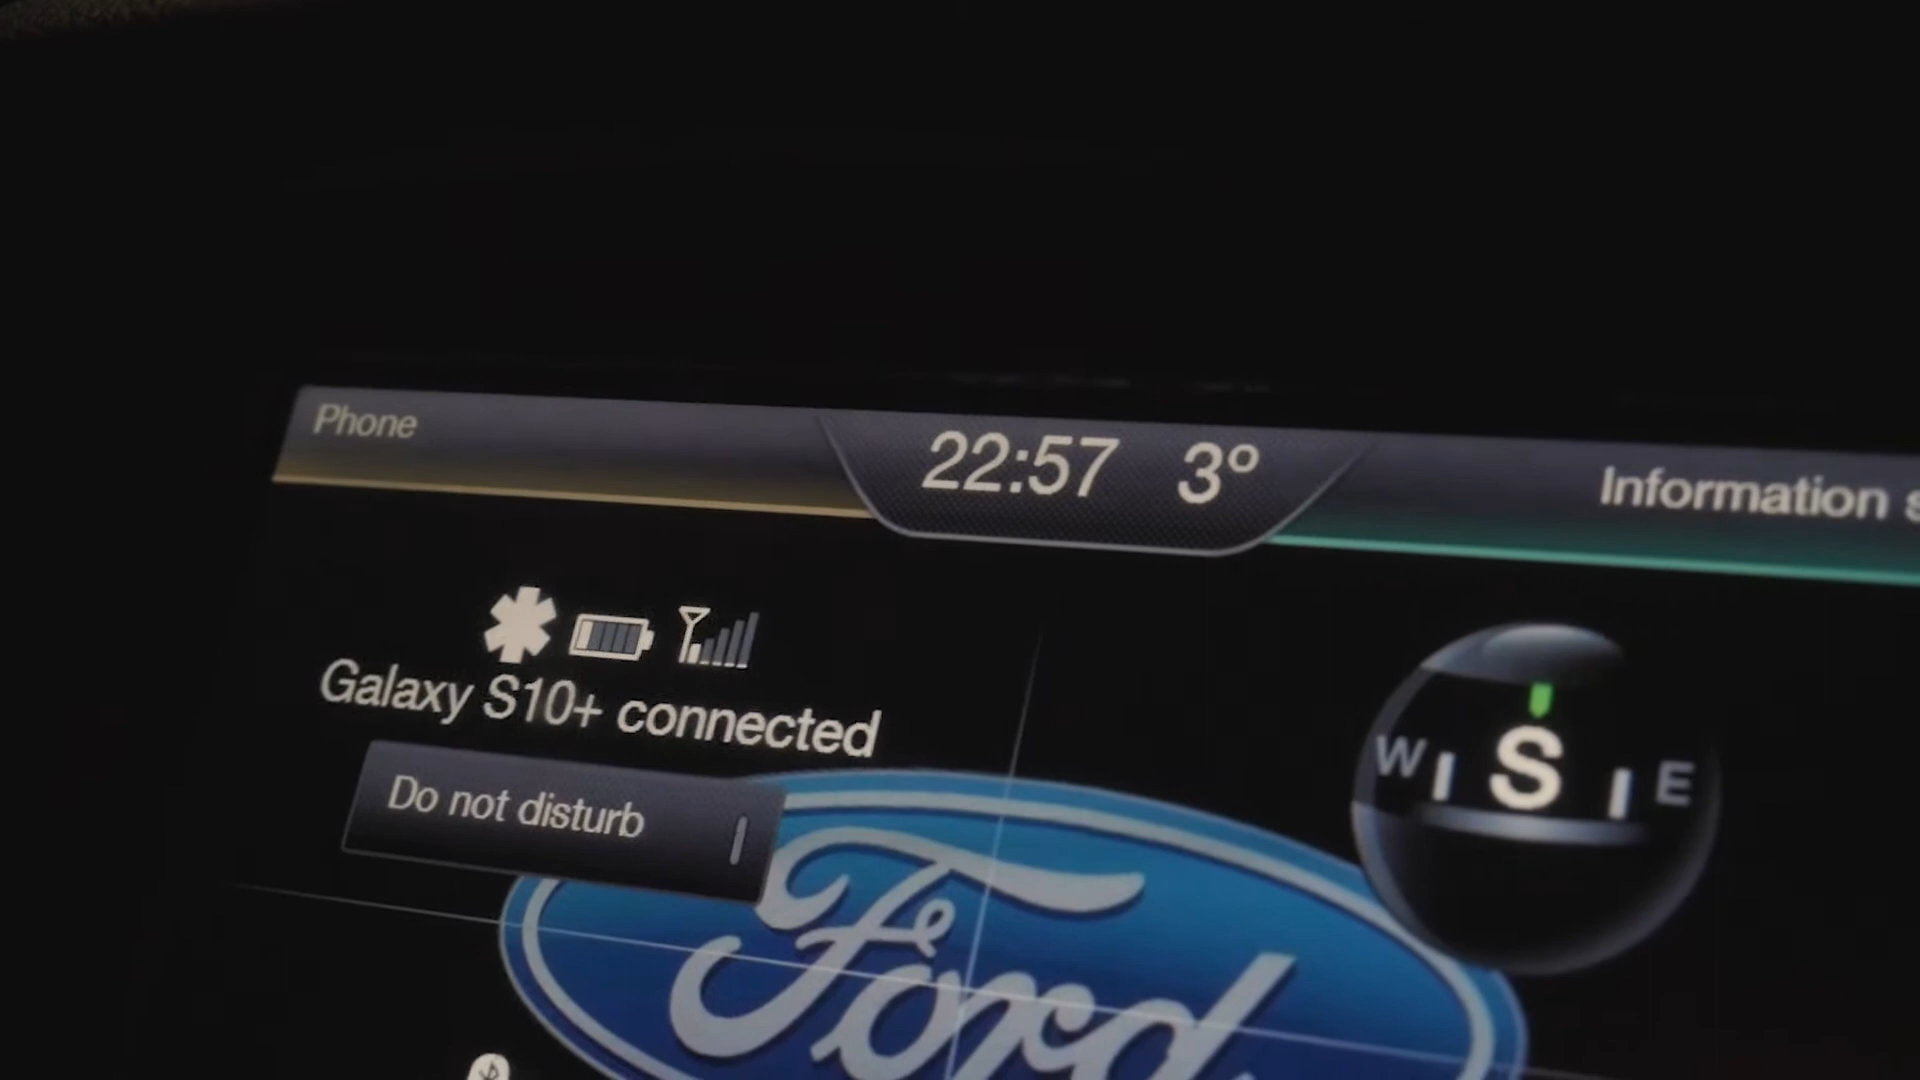 Phone
22:57 3°
Information
Galaxy S10+ connected
Do not disturb
W S E
Ford